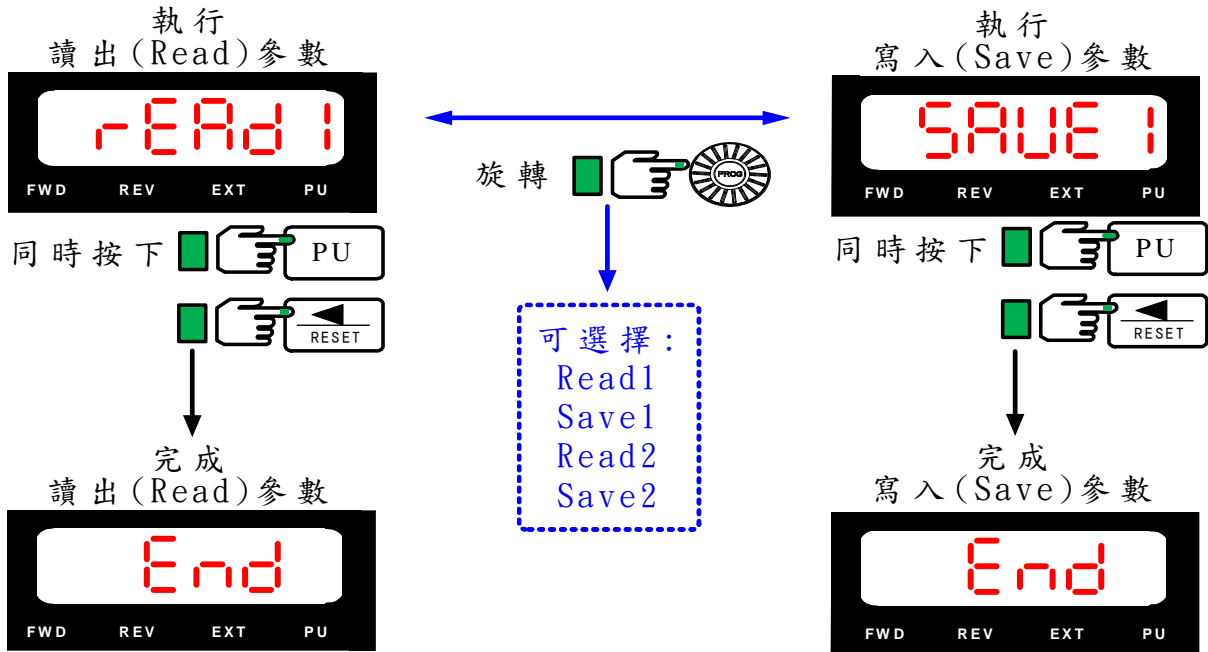 執行
讀出(Read)參數
rEAd1
FWD REV EXT PU
同時按下
PU
RESET
完成
讀出(Read)參數
End
FWD REV EXT PU
旋轉
PROG
可選擇:
Read1
Save1
Read2
Save2
執行
寫入(Save)參數
SAUE1
FWD REV EXT PU
同時按下
PU
RESET
完成
寫入(Save)參數
End
FWD REV EXT PU